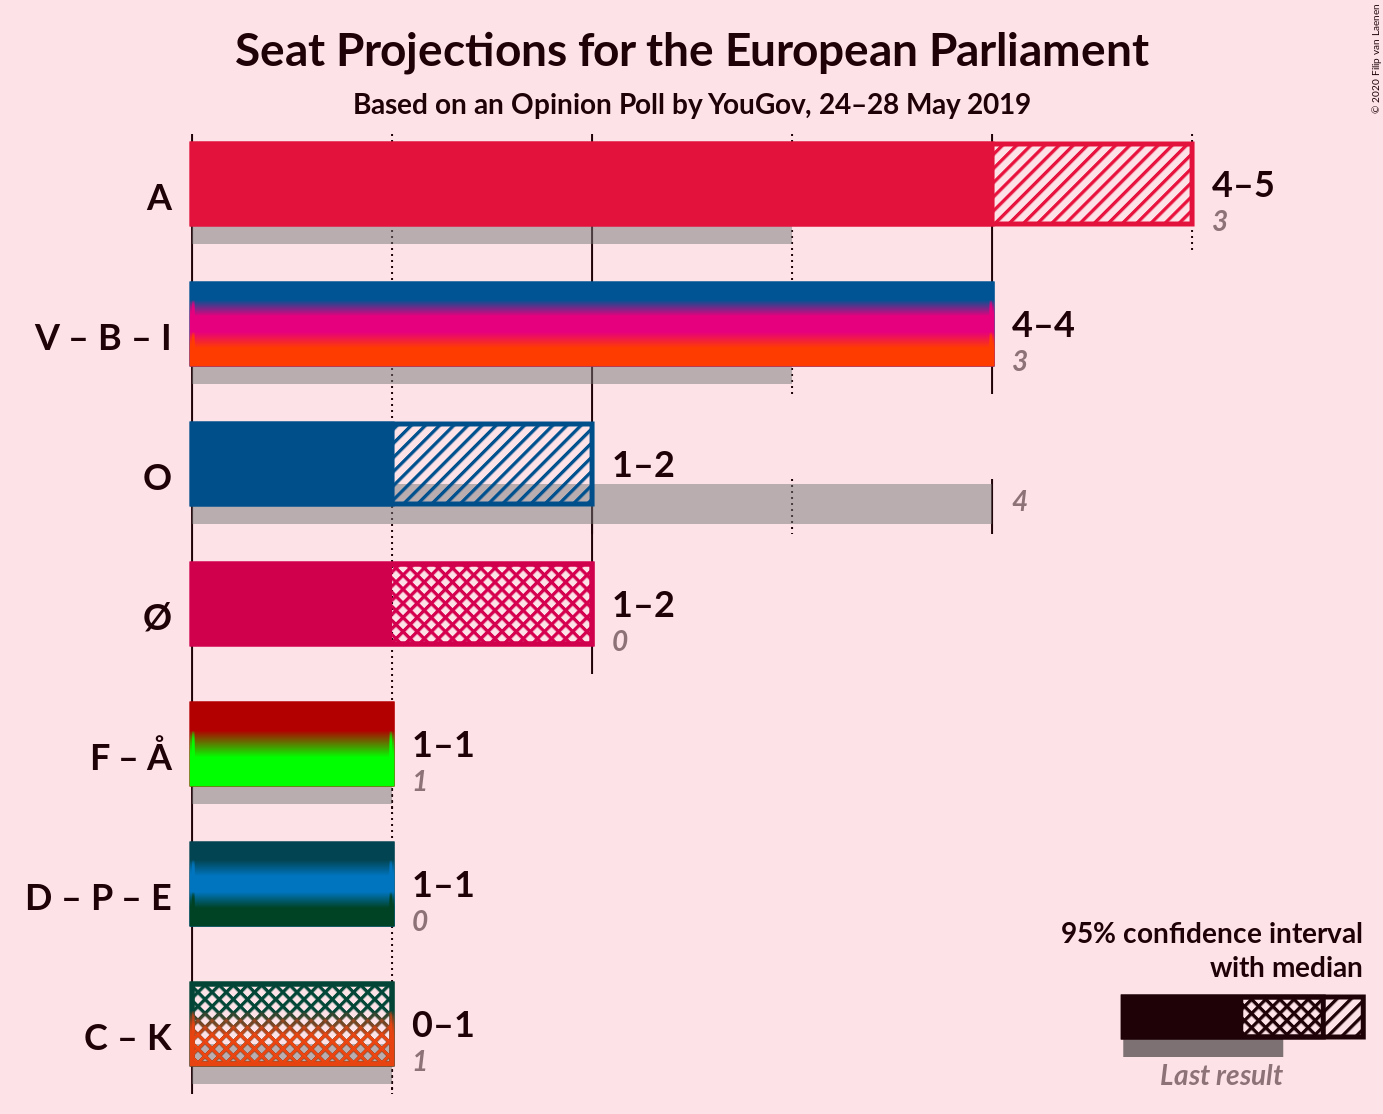 Seat Projections for the European Parliament
Based on an Opinion Poll by YouGov, 24–28 May 2019
© 2020 Filip van Laenen
A
4–5
3
V – B – I
4–4
3
O
1–2
4
Ø
1–2
0
F – Å
1–1
1
D – P – E
1–1
0
C – K
0–1
1
95% confidence interval
with median
Last result